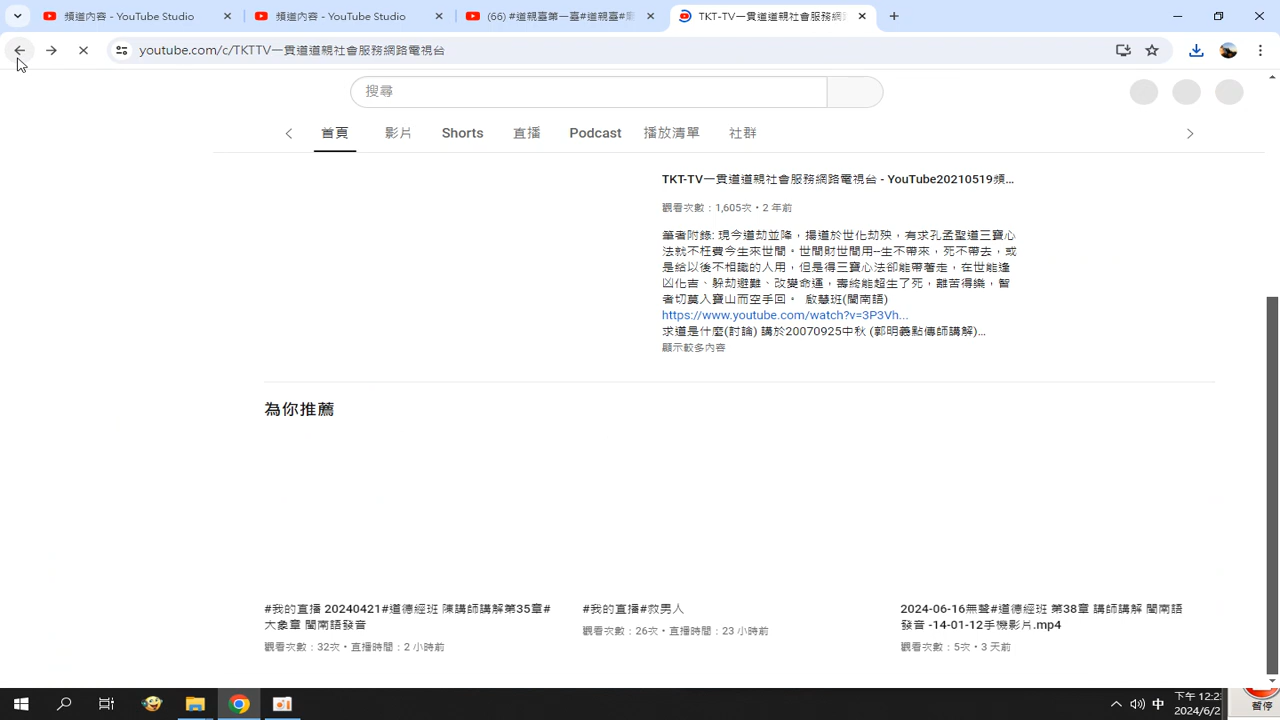 頻道內容 - YouTube Studio
頻道內容 - YouTube Studio
(66) #道親臺第一臺#道親臺#
TKT-TV一貫道道親社會服務網
youtube.com/c/TKTTV一貫道道親社會服務網路電視台
搜尋
首頁
影片
Shorts
直播
Podcast
播放清單
社群
TKT-TV一貫道道親社會服務網路電視台 - YouTube20210519頻...
觀看次數：1,605次・2 年前
筆者附錄: 現今道劫並降，揚道於世化劫殃，有求孔孟聖道三寶心
法就不枉費今生來世間。世間財世間用--生不帶來，死不帶去，或
是給以後不相識的人用，但是得三寶心法卻能帶著走，在世能逢
凶化吉、躲劫避難、改變命運，壽終能超生了死，離苦得樂，智
者切莫入寶山而空手回。 啟慧班(閩南語)
https://www.youtube.com/watch?v=3P3Vh...
求道是什麼(討論) 講於20070925中秋 (郭明義點傳師講解)...
顯示較多內容
為你推薦
#我的直播 20240421#道德經班 陳講師講解第35章#
大象章 閩南語發音
觀看次數：32次・直播時間：2 小時前
#我的直播#救男人
觀看次數：26次・直播時間：23 小時前
2024-06-16無聲#道德經班 第38章 講師講解 閩南語
發音 -14-01-12手機影片.mp4
觀看次數：5次・3 天前
中
下午 12:2
2024/6/2
暫停